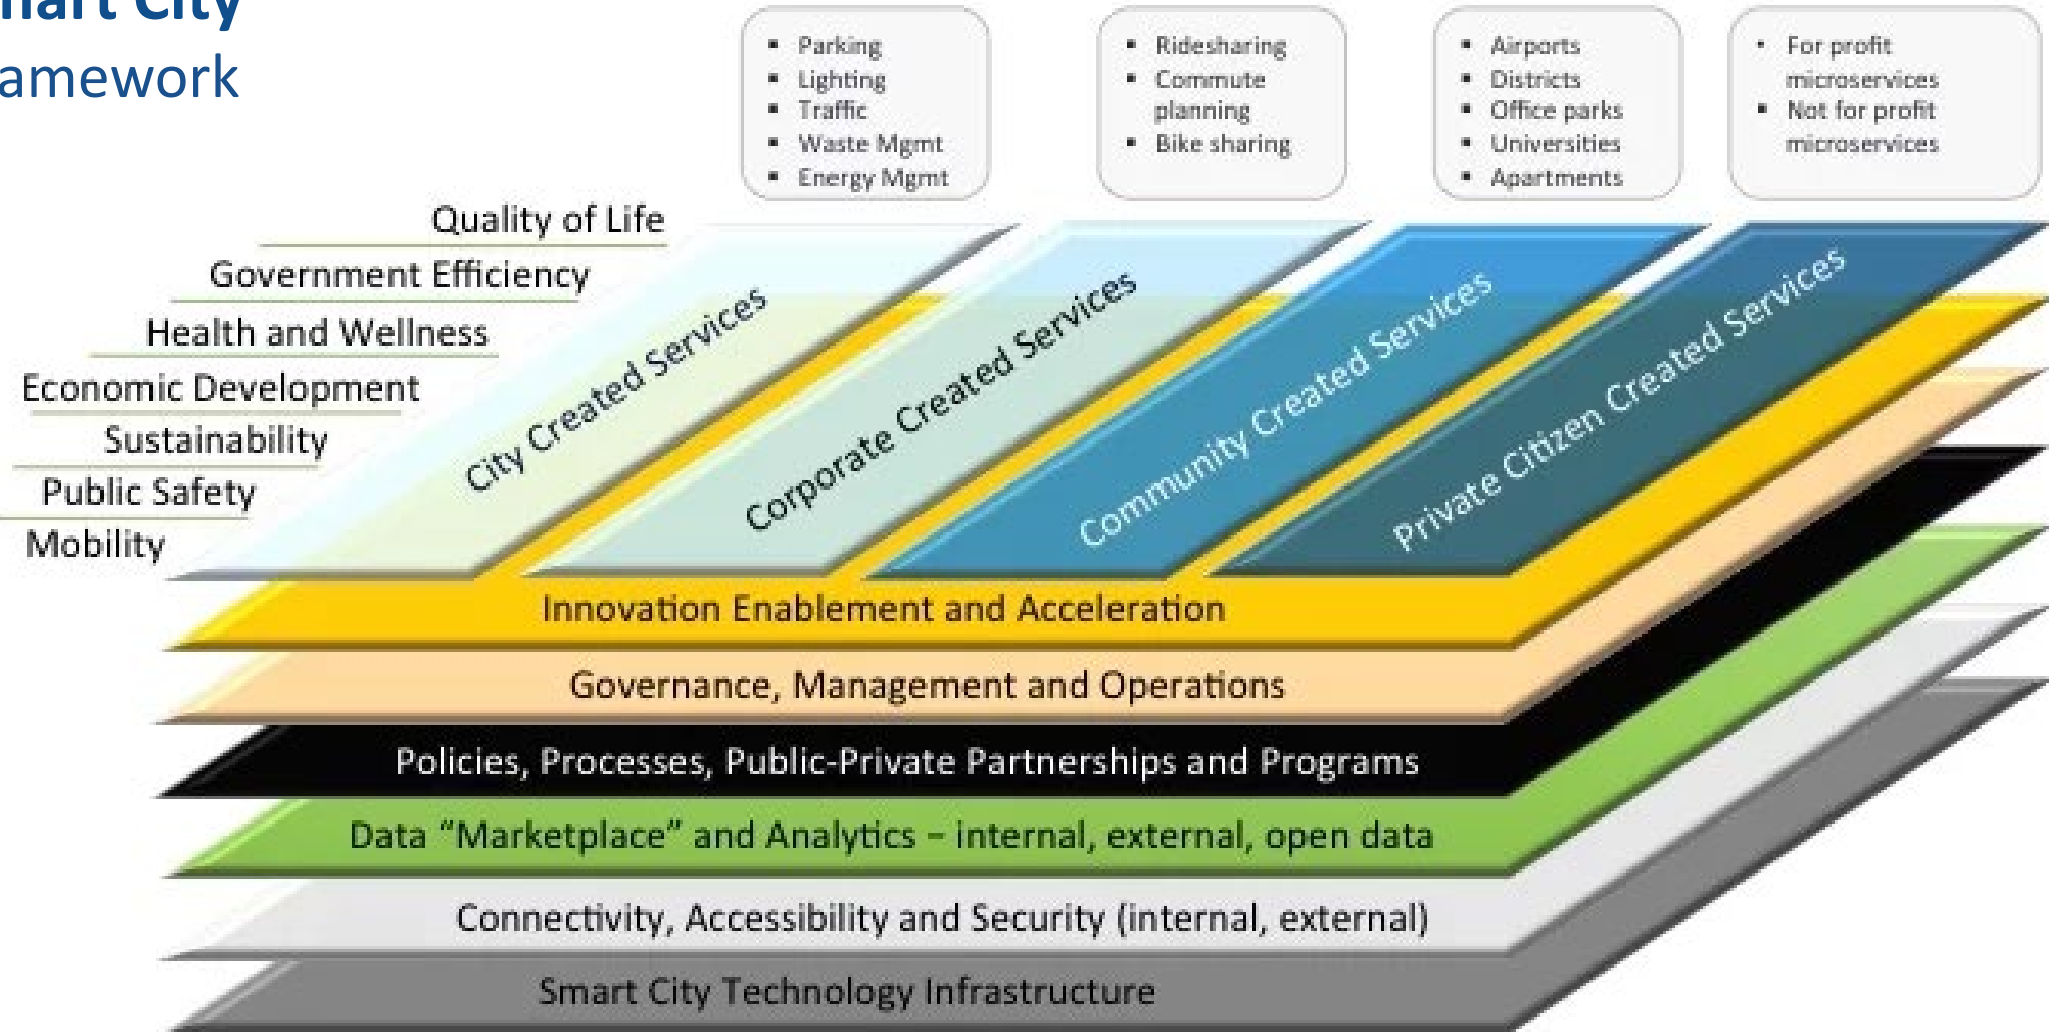 mart City
amework
▪ Parking
▪ Lighting
▪ Traffic
▪ Waste Mgmt
▪ Energy Mgmt
▪ Ridesharing
▪ Commute
planning
▪ Bike sharing
▪ Airports
▪ Districts
▪ Office parks
▪ Universities
▪ Apartments
• For profit
microservices
▪ Not for profit
microservices
Quality of Life
Government Efficiency
Health and Wellness
Economic Development
Sustainability
Public Safety
Mobility
City Created Services
Corporate Created Services
Community Created Services
Private Citizen Created Services
Innovation Enablement and Acceleration
Governance, Management and Operations
Policies, Processes, Public-Private Partnerships and Programs
Data “Marketplace” and Analytics – internal, external, open data
Connectivity, Accessibility and Security (internal, external)
Smart City Technology Infrastructure